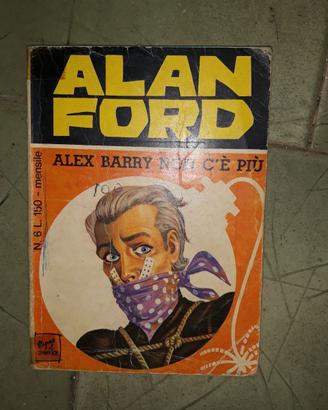 ALAN
FORD
ALEX BARRY NON C'È PIÙ
100
N. 6 L. 150 - mensile